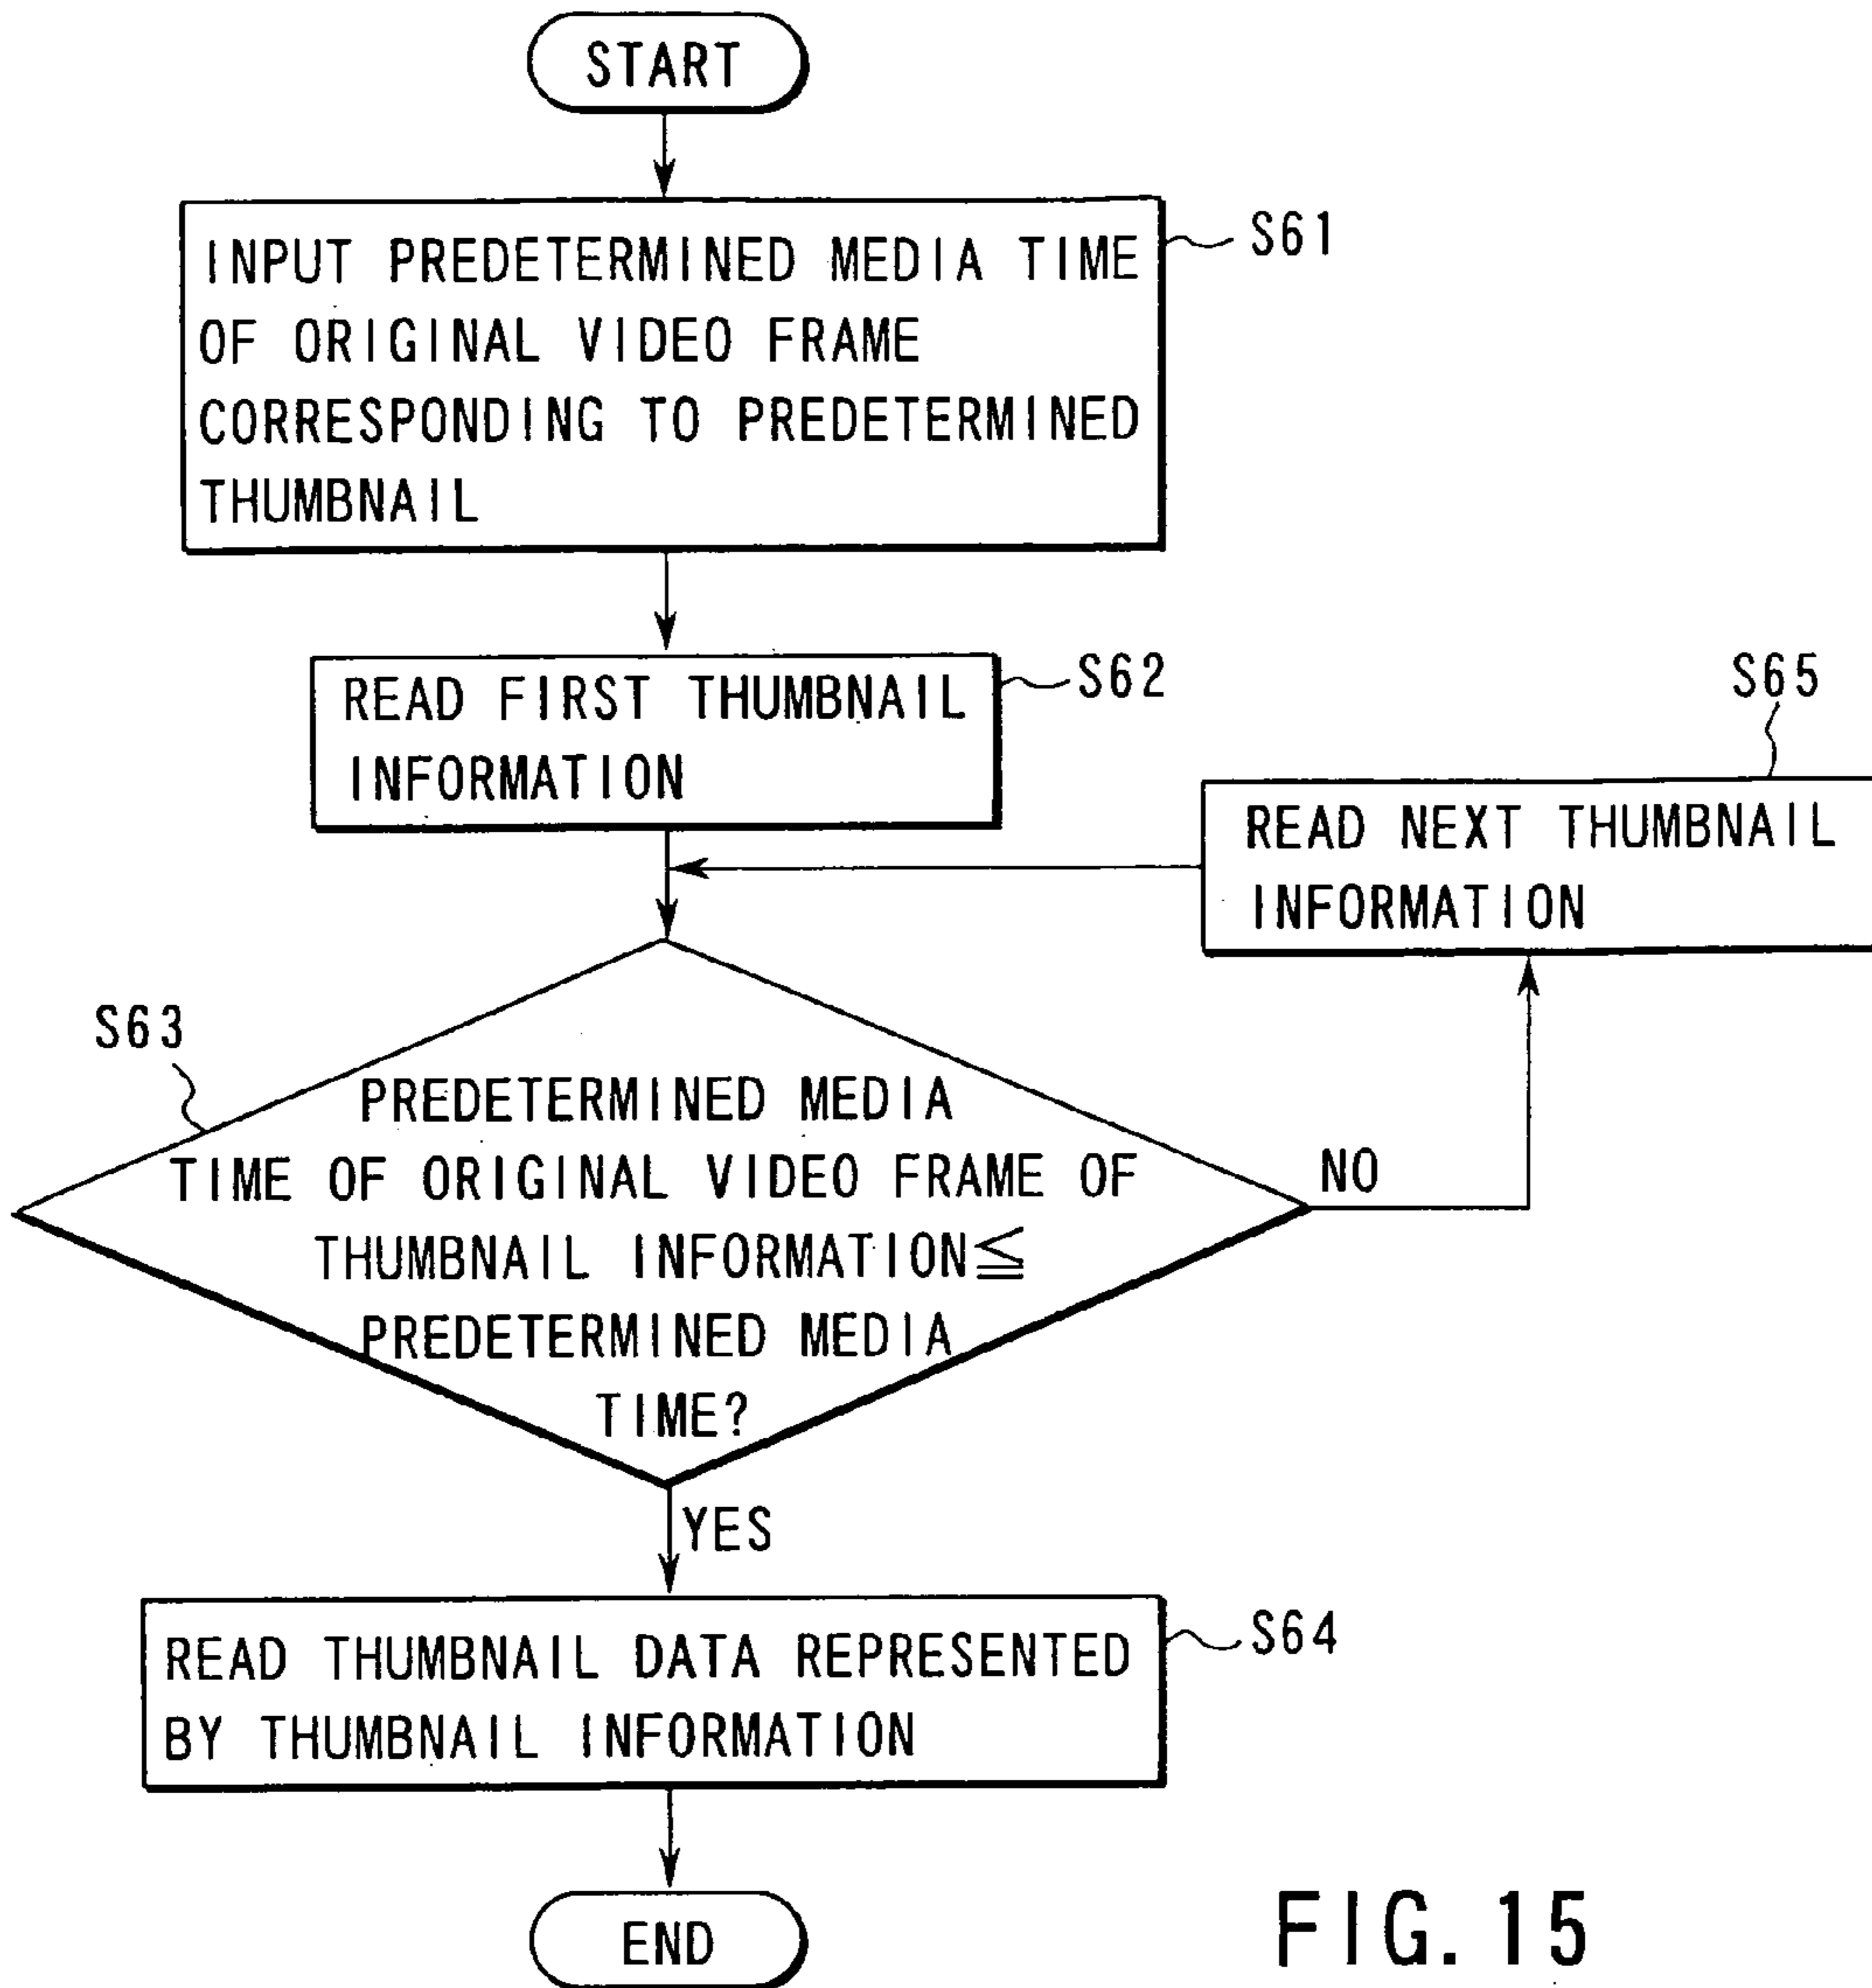 START
INPUT PREDETERMINED MEDIA TIME
OF ORIGINAL VIDEO FRAME
CORRESPONDING TO PREDETERMINED
THUMBNAIL
S61
READ FIRST THUMBNAIL
INFORMATION
S62
S65
READ NEXT THUMBNAIL
INFORMATION
S63
PREDETERMINED MEDIA
TIME OF ORIGINAL VIDEO FRAME OF
THUMBNAIL INFORMATION≦
PREDETERMINED MEDIA
TIME?
NO
YES
READ THUMBNAIL DATA REPRESENTED
BY THUMBNAIL INFORMATION
S64
END
FIG. 15